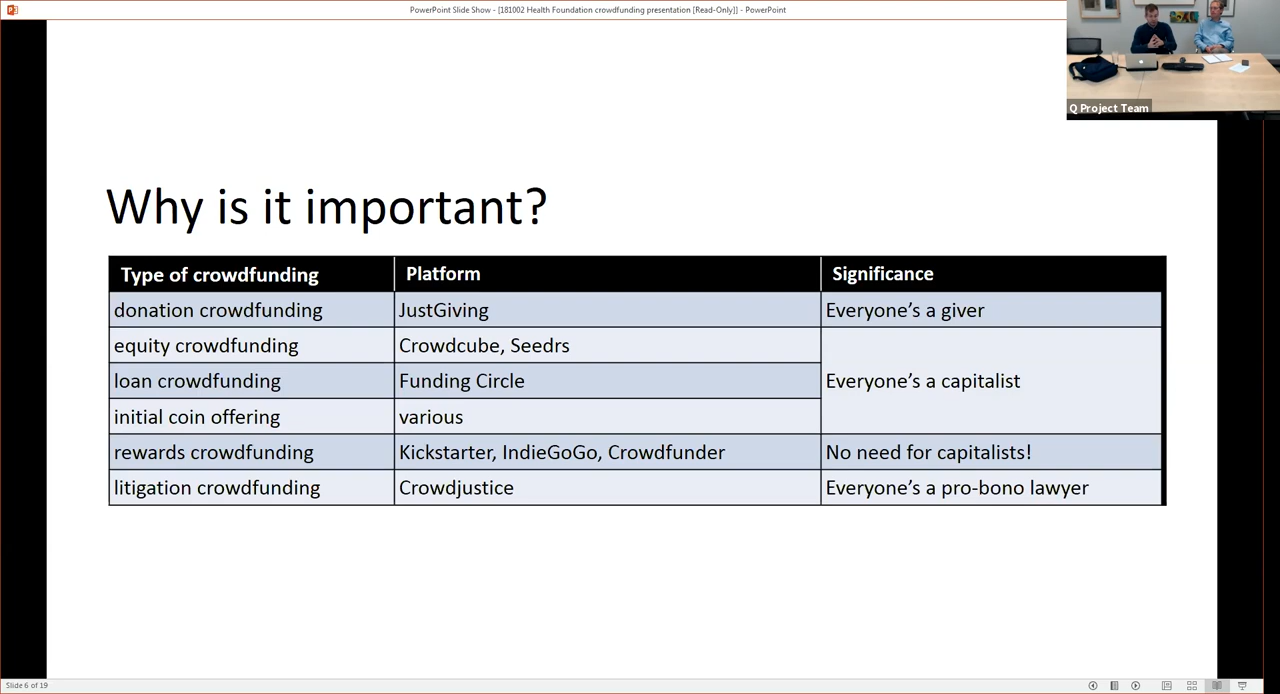 PowerPoint Slide Show - [181002 Health Foundation crowdfunding presentation [Read-Only]] - PowerPoint
Q Project Team
Why is it important?
Type of crowdfunding Platform Significance
donation crowdfunding JustGiving Everyone’s a giver
equity crowdfunding Crowdcube, Seedrs
loan crowdfunding Funding Circle Everyone’s a capitalist
initial coin offering various
rewards crowdfunding Kickstarter, IndieGoGo, Crowdfunder No need for capitalists!
litigation crowdfunding Crowdjustice Everyone’s a pro-bono lawyer
Slide 6 of 19